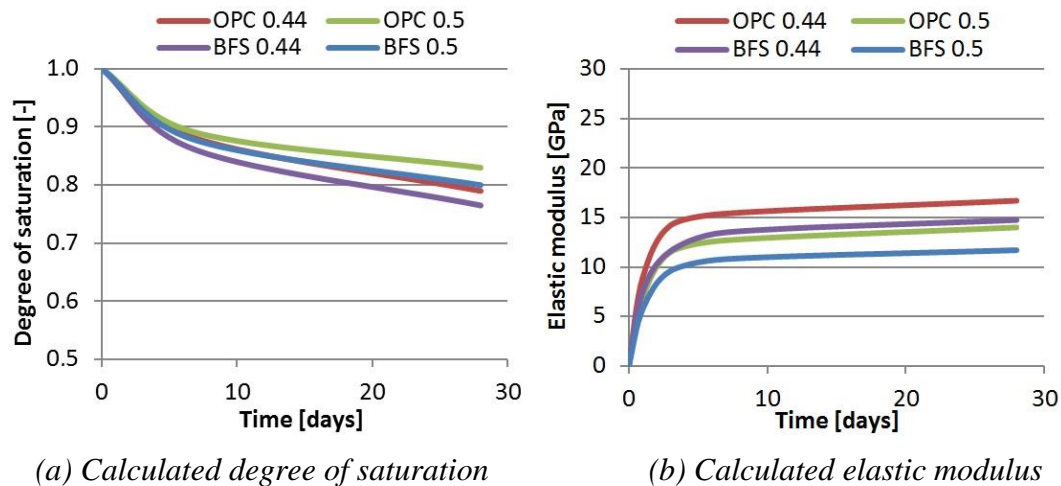 OPC 0.44 OPC 0.5
BFS 0.44 BFS 0.5
Degree of saturation [-]
1.0
0.9
0.8
0.7
0.6
0.5
0 10 20 30
Time [days]
(a) Calculated degree of saturation
OPC 0.44 OPC 0.5
BFS 0.44 BFS 0.5
Elastic modulus [GPa]
30
25
20
15
10
5
0
0 10 20 30
Time [days]
(b) Calculated elastic modulus